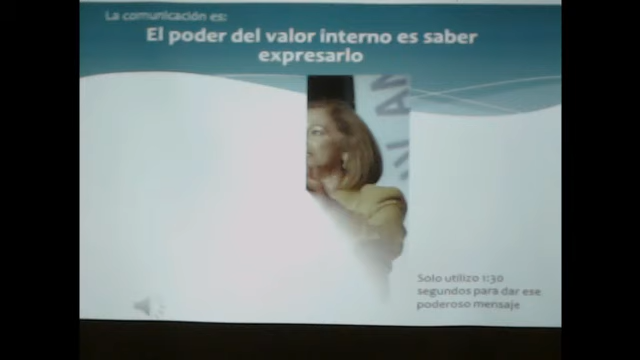 La comunicación es:
El poder del valor interno es saber
expresarlo
AN
Solo utilizo 1:30
segundos para dar ese
poderoso mensaje